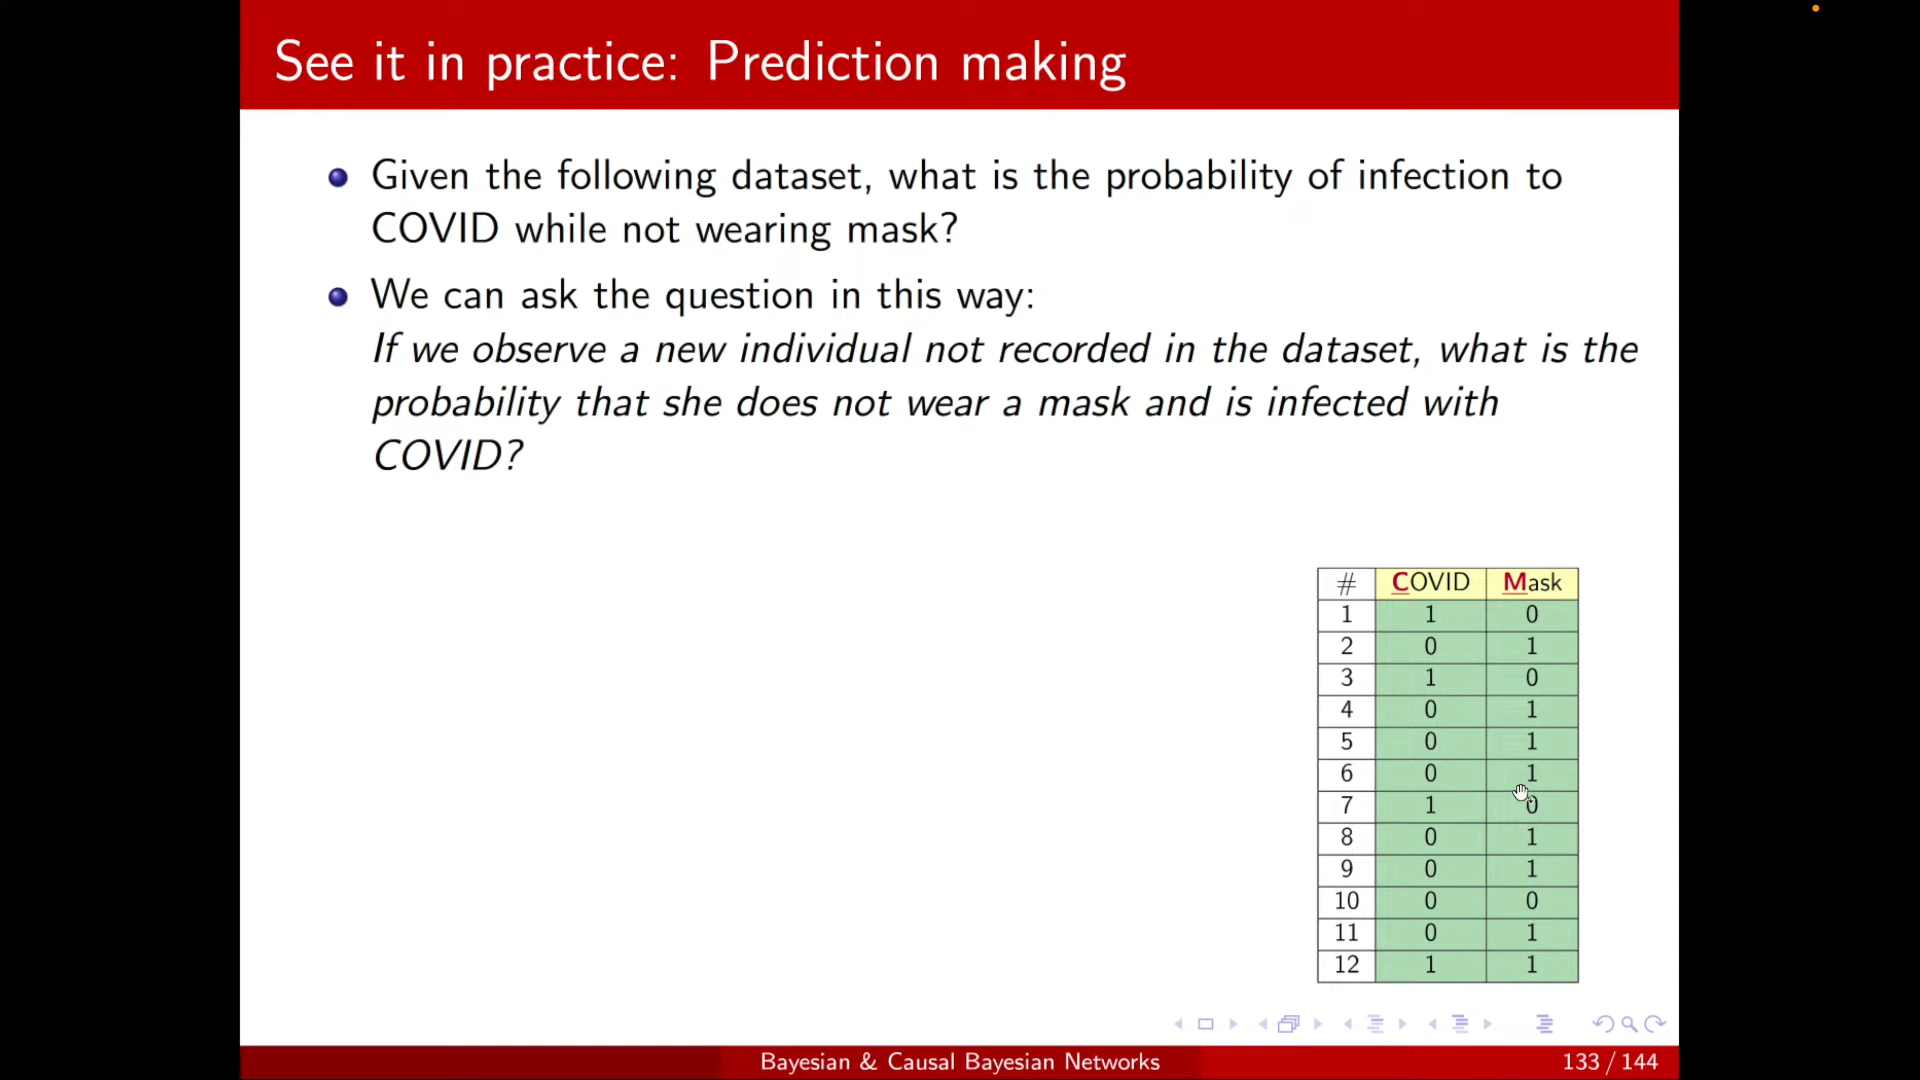 See it in practice: Prediction making
Given the following dataset, what is the probability of infection to
COVID while not wearing mask?
We can ask the question in this way:
If we observe a new individual not recorded in the dataset, what is the
probability that she does not wear a mask and is infected with
COVID?
# COVID Mask
1 1 0
2 0 1
3 1 0
4 0 1
5 0 1
6 0 1
7 1 0
8 0 1
9 0 1
10 0 0
11 0 1
12 1 1
Bayesian & Causal Bayesian Networks 133 / 144